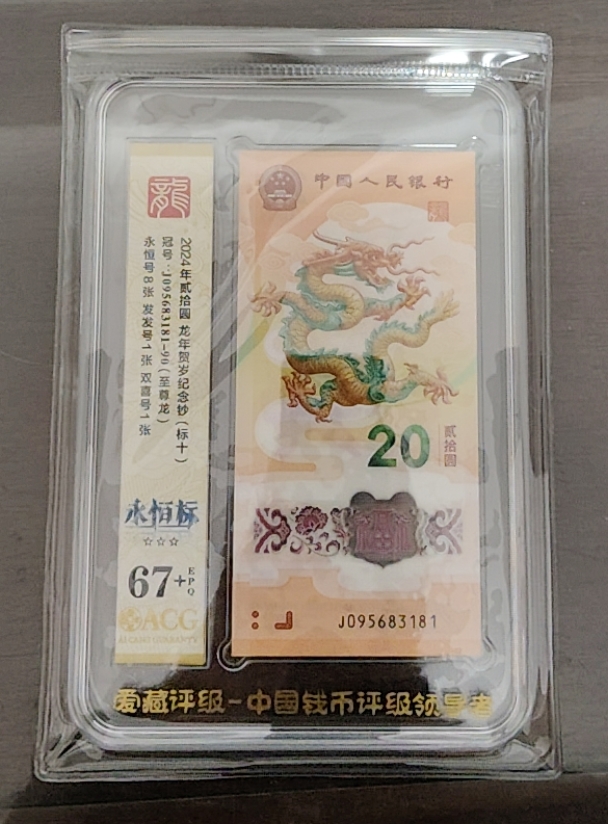 龍
2024年贰拾圆 龙年贺岁纪念钞(标十)
冠号:J095683181-90(至尊龙)
永恒号8张 发发号1张 双喜号1张
永恒标
☆☆☆
67+
EPQ
ACG
中國人民银行
20
贰拾圆
J095683181
爱藏评级-中国钱币评级领导者